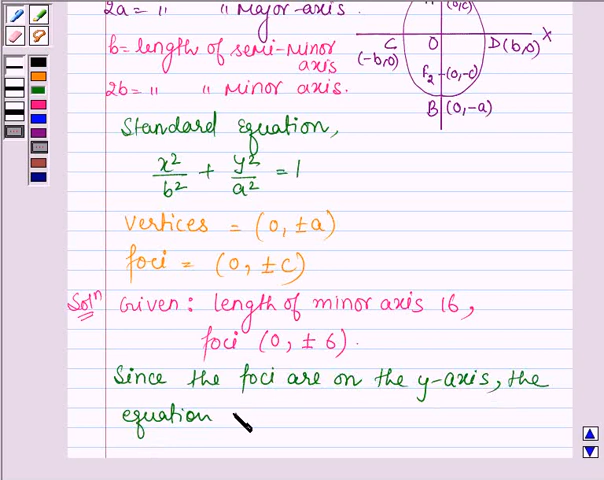 2a = " " Major-axis.
(0,c)
b = length of semi-minor
axis
2b = " " Minor axis.
C O D(b,0) X
(-b,0)
F2 (0,-c)
B (0,-a)
Standard Equation,
x²/b² + y²/a² = 1
Vertices = (0, ±a)
foci = (0, ±c)
Solⁿ Given: length of minor axis 16,
foci (0, ± 6).
Since the foci are on the y-axis, the
equation